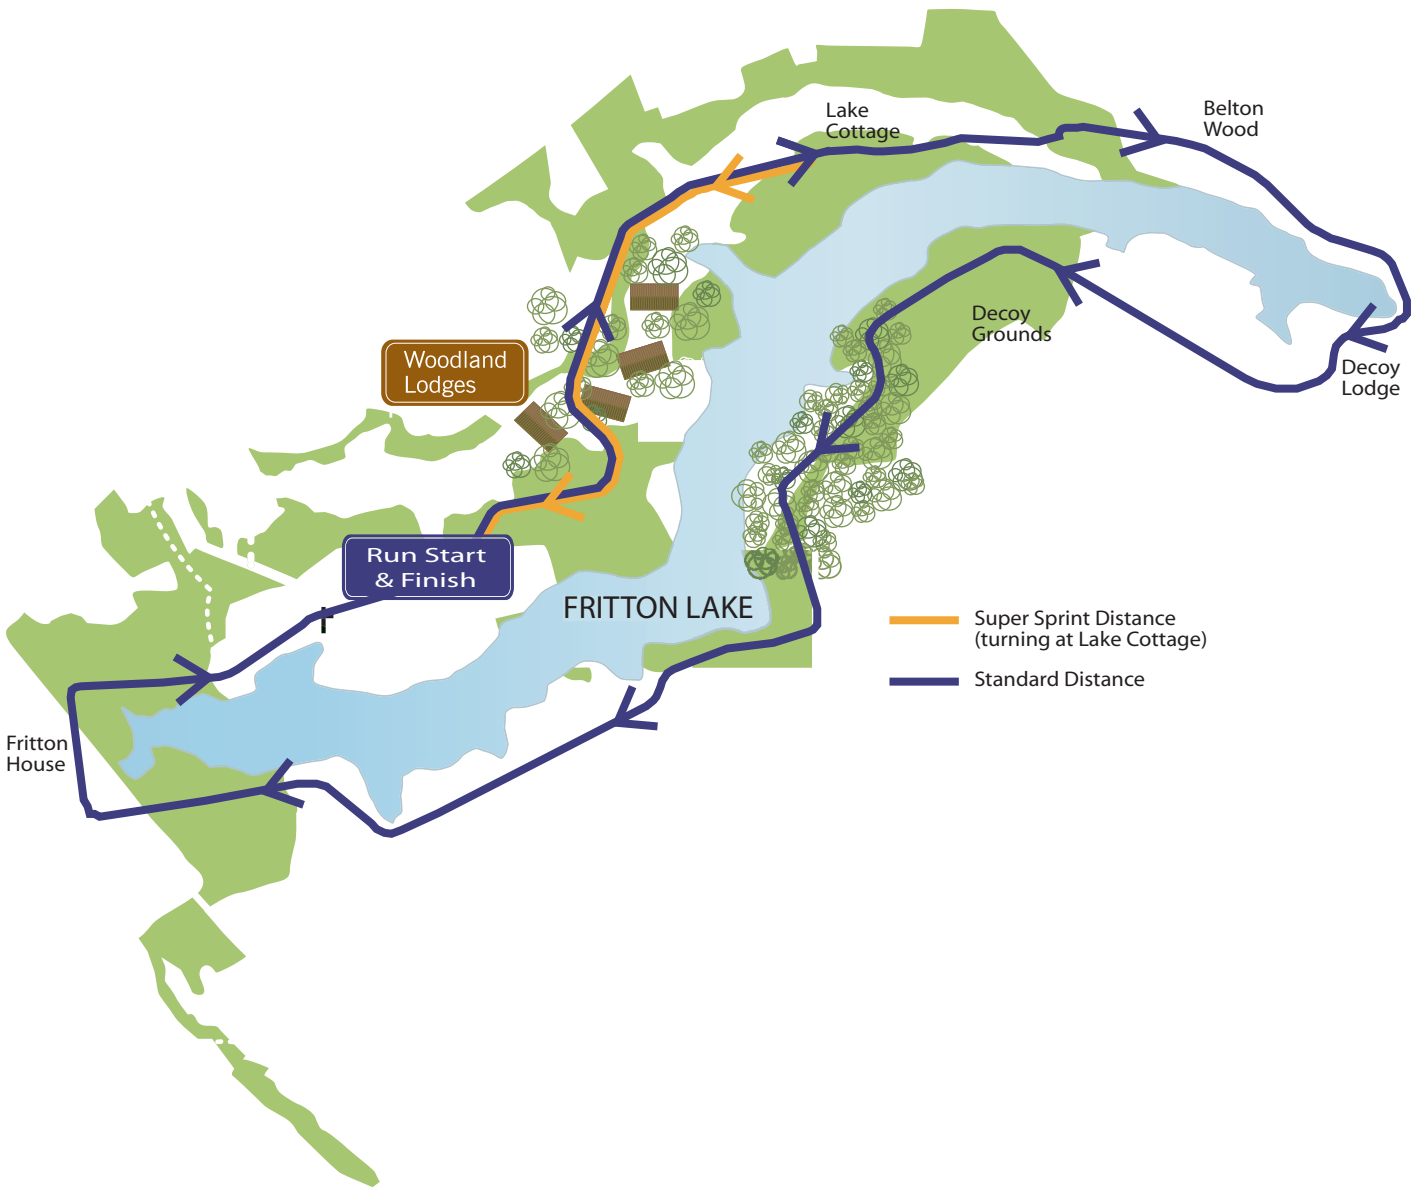 Lake
Cottage
Belton
Wood
Decoy
Grounds
Woodland
Lodges
Decoy
Lodge
Run Start
& Finish
FRITTON LAKE
Super Sprint Distance
(turning at Lake Cottage)
Standard Distance
Fritton
House